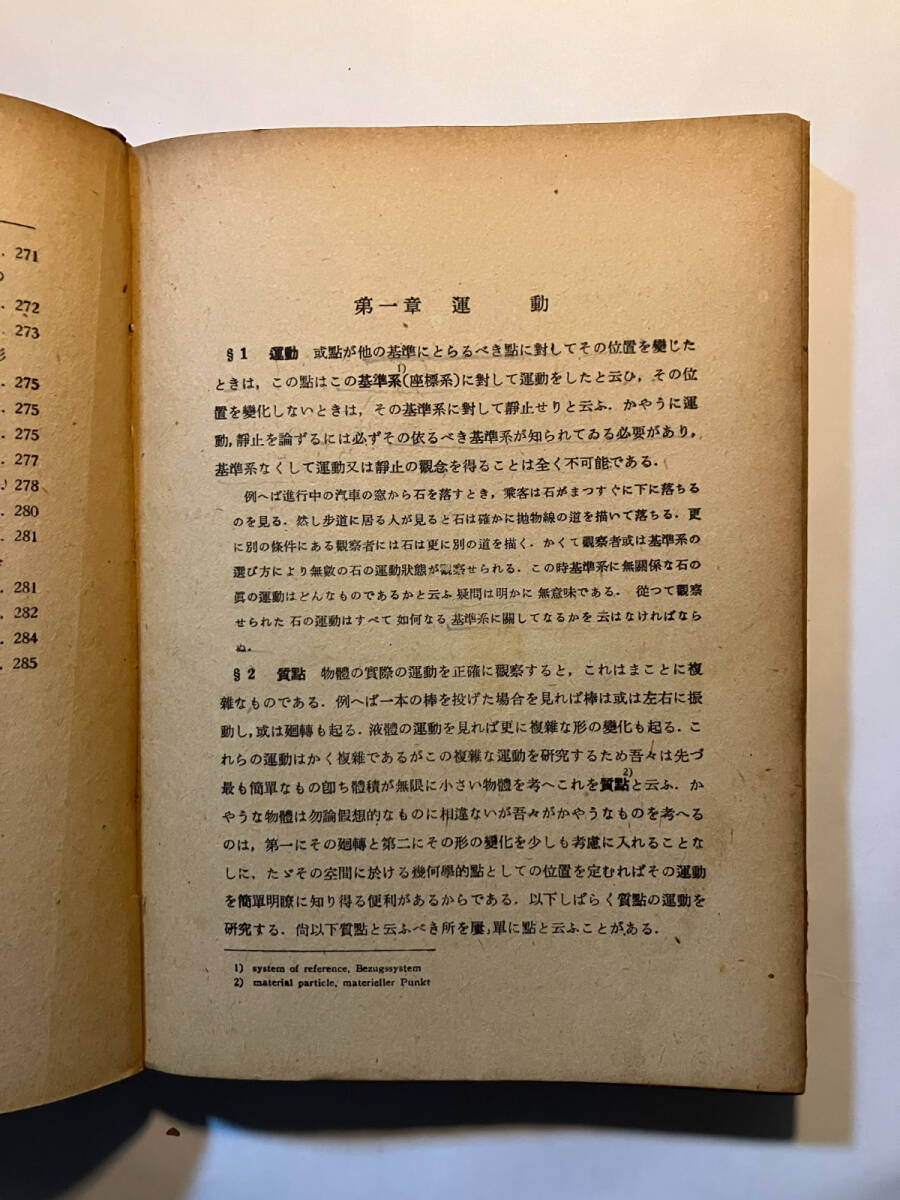 271
の
272
273
形
275
275
275
277
278
280
281
281
282
284
285
第一章 運 動
§1 運動 或點が他の基準にとらるべき點に對してその位置を變じた
ときは，この點はこの基準系1)(座標系)に對して運動をしたと云ひ，その位
置を變化しないときは，その基準系に對して靜止せりと云ふ．かやうに運
動，靜止を論ずるには必ずその依るべき基準系が知られてゐる必要があり，
基準系なくして運動又は靜止の觀念を得ることは全く不可能である．
例へば進行中の汽車の窓から石を落すとき，乘客は石がまつすぐに下に落ちる
のを見る．然し歩道に居る人が見ると石は確かに拋物線の道を描いて落ちる．更
に別の條件にある觀察者には石は更に別の道を描く．かくて觀察者或は基準系の
選び方により無數の石の運動狀態が觀察せられる．この時基準系に無關係な石の
眞の運動はどんなものであるかと云ふ疑問は明かに無意味である．從つて觀察
せられた石の運動はすべて如何なる基準系に關してなるかを云はなければなら
ぬ．
§2 質點 物體の實際の運動を正確に觀察すると，これはまことに複
雜なものである．例へば一本の棒を投げた場合を見れば棒は或は左右に振
動し，或は廻轉も起る．液體の運動を見れば更に複雜な形の變化も起る．こ
れらの運動はかく複雜であるがこの複雜な運動を研究するため吾々は先づ
最も簡單なもの卽ち體積が無限に小さい物體を考へこれを質點2)と云ふ．か
やうな物體は勿論假想的なものに相違ないが吾々がかやうなものを考へる
のは，第一にその廻轉と第二にその形の變化を少しも考慮に入れることな
しに，たゞその空間に於ける幾何學的點としての位置を定むればその運動
を簡單明瞭に知り得る便利があるからである．以下しばらく質點の運動を
研究する．尙以下質點と云ふべき所を屢〻單に點と云ふことがある．
1) system of reference, Bezugssystem
2) material particle, materieller Punkt